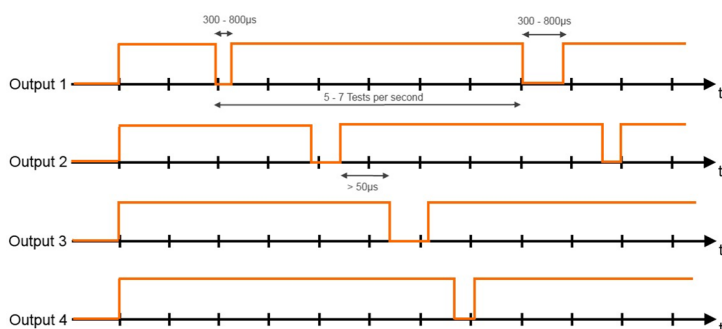 300 - 800µs
300 - 800µs
Output 1
t
5 - 7 Tests per second
Output 2
t
> 50µs
Output 3
t
Output 4
t